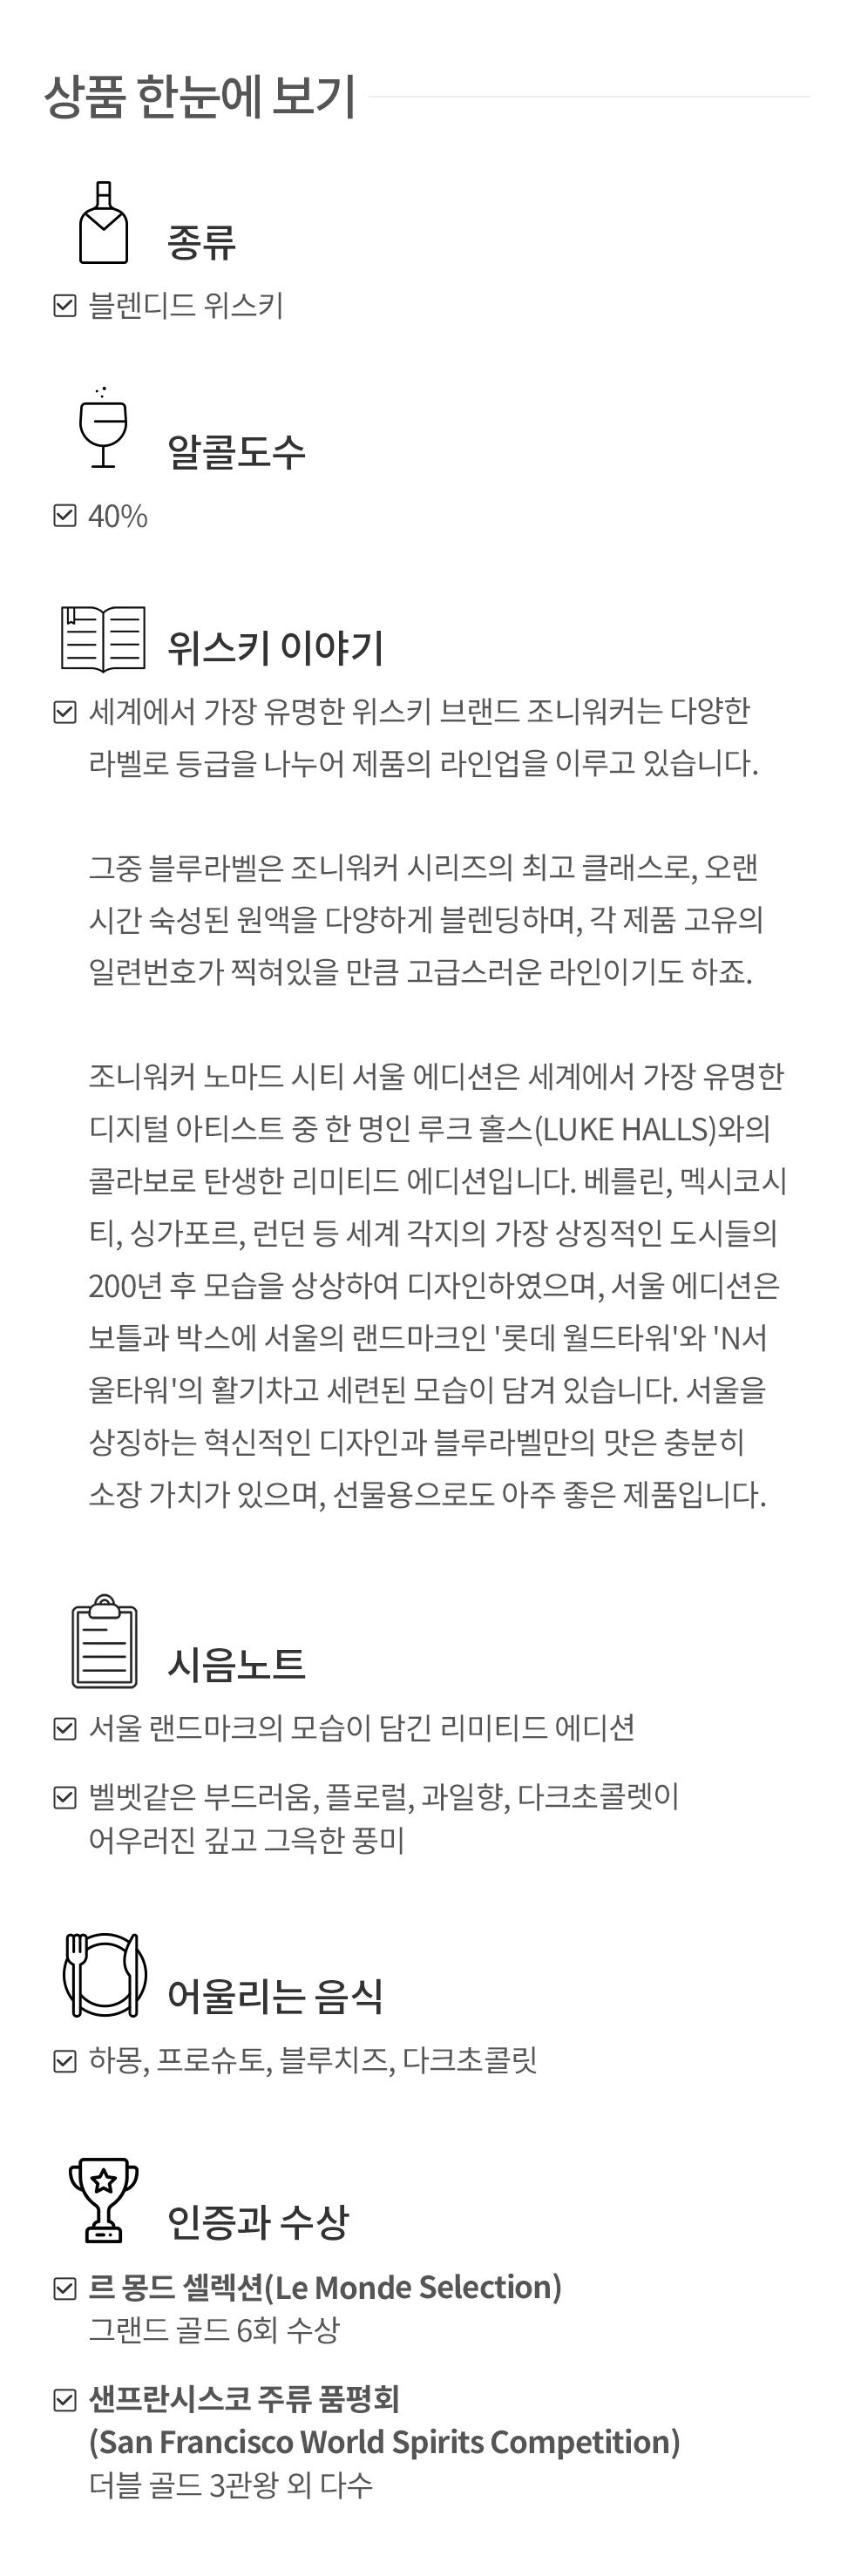 상품 한눈에 보기
종류
블렌디드 위스키
알콜도수
40%
위스키 이야기
세계에서 가장 유명한 위스키 브랜드 조니워커는 다양한
라벨로 등급을 나누어 제품의 라인업을 이루고 있습니다.
그중 블루라벨은 조니워커 시리즈의 최고 클래스로, 오랜
시간 숙성된 원액을 다양하게 블렌딩하며, 각 제품 고유의
일련번호가 찍혀있을 만큼 고급스러운 라인이기도 하죠.
조니워커 노마드 시티 서울 에디션은 세계에서 가장 유명한
디지털 아티스트 중 한 명인 루크 홀스(LUKE HALLS)와의
콜라보로 탄생한 리미티드 에디션입니다. 베를린, 멕시코시
티, 싱가포르, 런던 등 세계 각지의 가장 상징적인 도시들의
200년 후 모습을 상상하여 디자인하였으며, 서울 에디션은
보틀과 박스에 서울의 랜드마크인 '롯데 월드타워'와 'N서
울타워'의 활기차고 세련된 모습이 담겨 있습니다. 서울을
상징하는 혁신적인 디자인과 블루라벨만의 맛은 충분히
소장 가치가 있으며, 선물용으로도 아주 좋은 제품입니다.
시음노트
서울 랜드마크의 모습이 담긴 리미티드 에디션
벨벳같은 부드러움, 플로럴, 과일향, 다크초콜렛이
어우러진 깊고 그윽한 풍미
어울리는 음식
하몽, 프로슈토, 블루치즈, 다크초콜릿
인증과 수상
르 몽드 셀렉션(Le Monde Selection)
그랜드 골드 6회 수상
샌프란시스코 주류 품평회
(San Francisco World Spirits Competition)
더블 골드 3관왕 외 다수